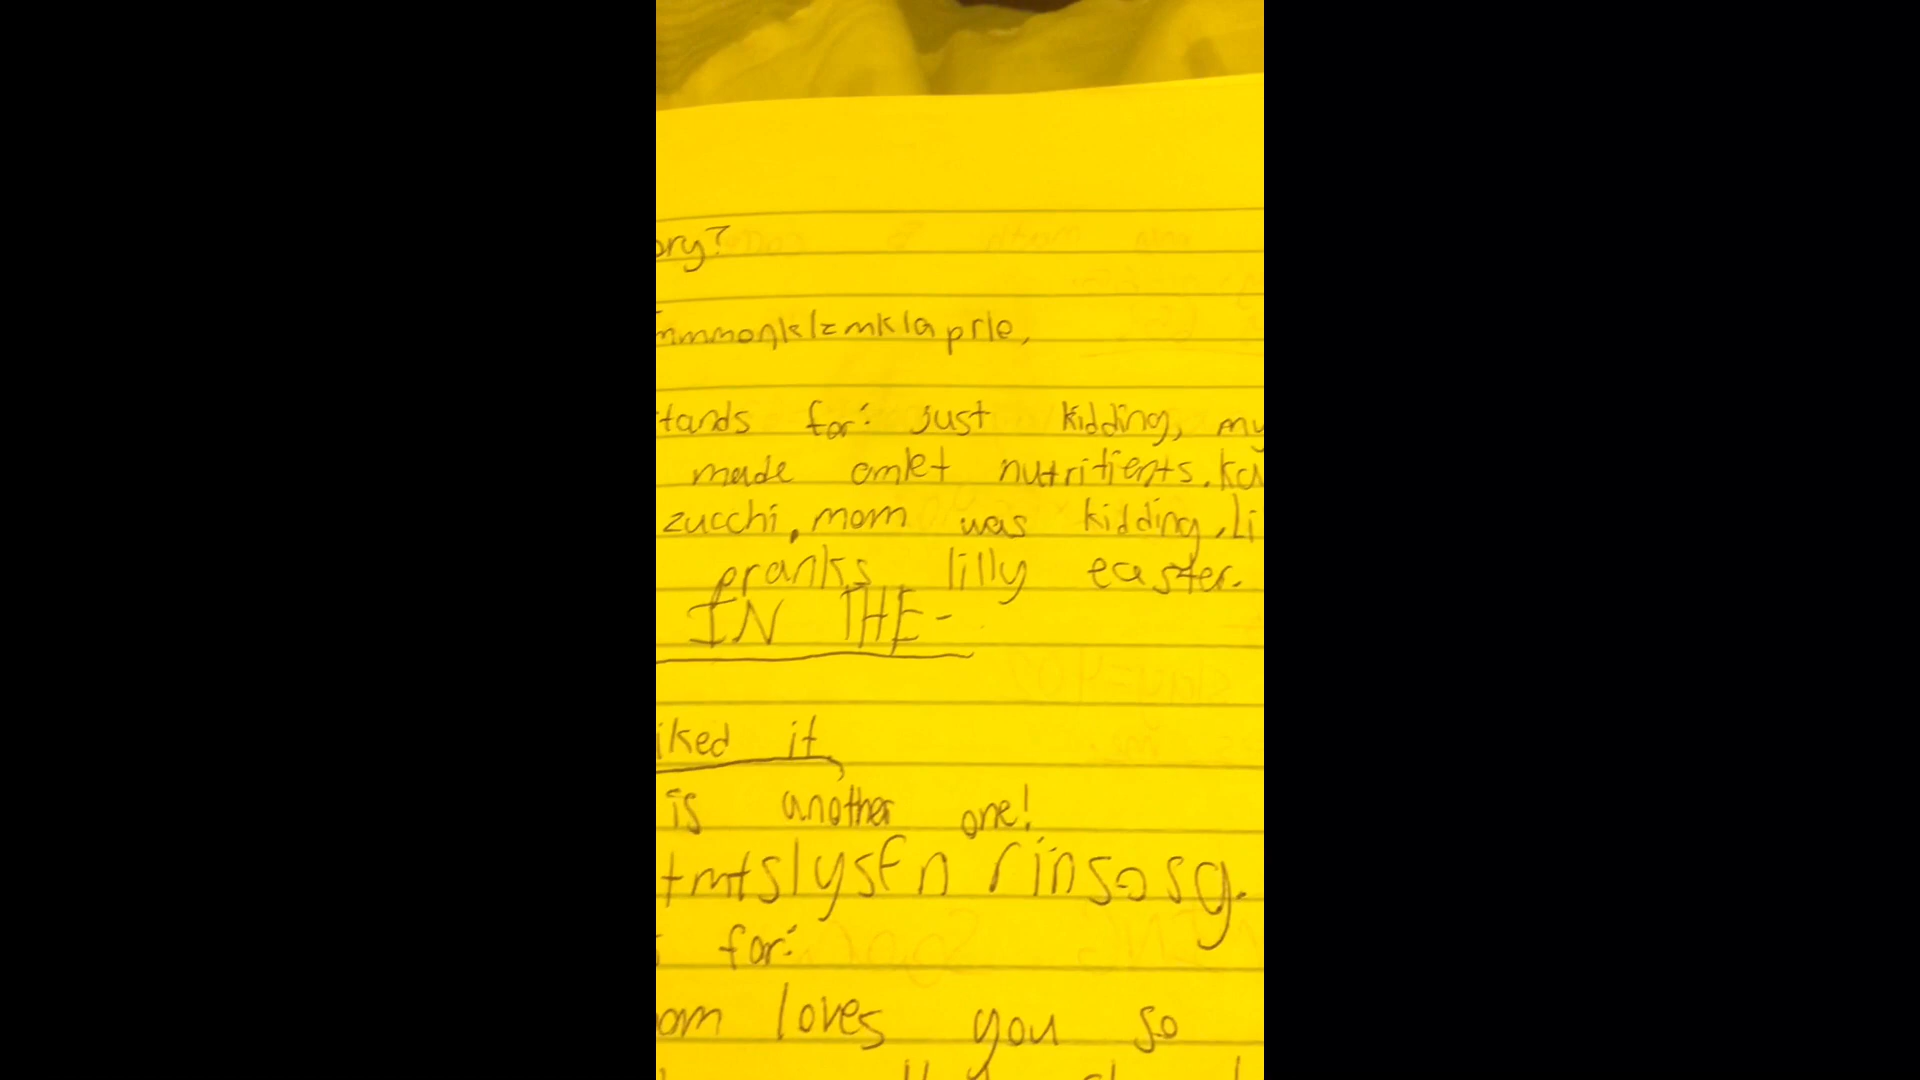 ory?
mmmonklzmklaprle,
tands for: just kidding, my
made omlet nutritients. Ka
zucchi, mom was kidding, Li
pranks lilly easter.
IN THE-
iked it
is another one!
tmtslysfn rinsosg.
for:
om loves you so